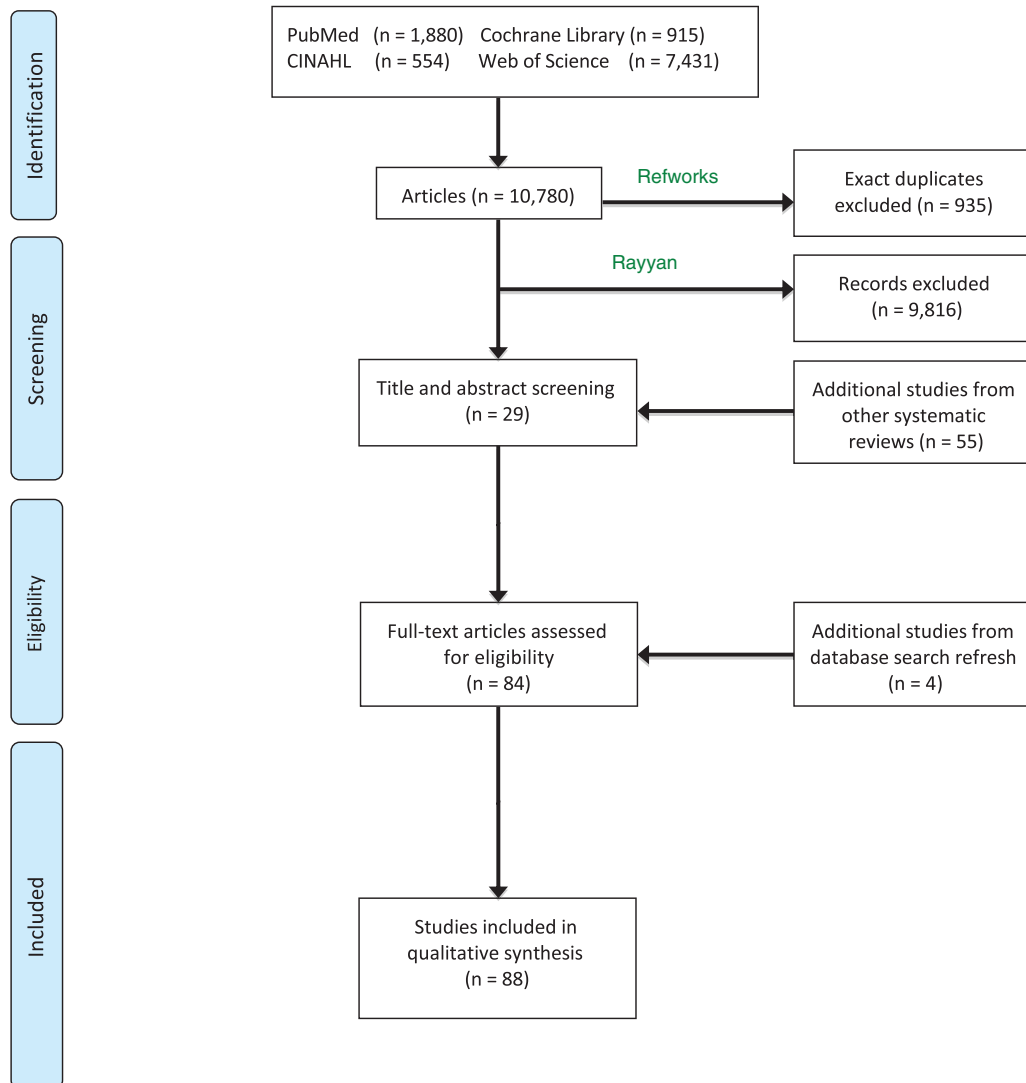 PubMed (n = 1,880) Cochrane Library (n = 915)
CINAHL (n = 554) Web of Science (n = 7,431)
Identification
Articles (n = 10,780)
Refworks
Exact duplicates
excluded (n = 935)
Rayyan
Records excluded
(n = 9,816)
Screening
Title and abstract screening
(n = 29)
Additional studies from
other systematic
reviews (n = 55)
Eligibility
Full-text articles assessed
for eligibility
(n = 84)
Additional studies from
database search refresh
(n = 4)
Included
Studies included in
qualitative synthesis
(n = 88)